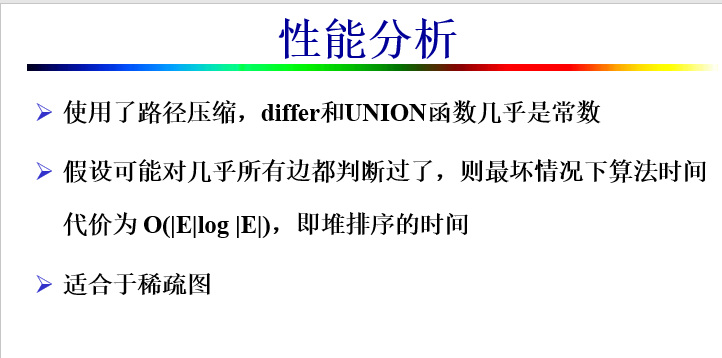 性能分析
使用了路径压缩，differ和UNION函数几乎是常数
假设可能对几乎所有边都判断过了，则最坏情况下算法时间
代价为 O(|E|log |E|)，即堆排序的时间
适合于稀疏图